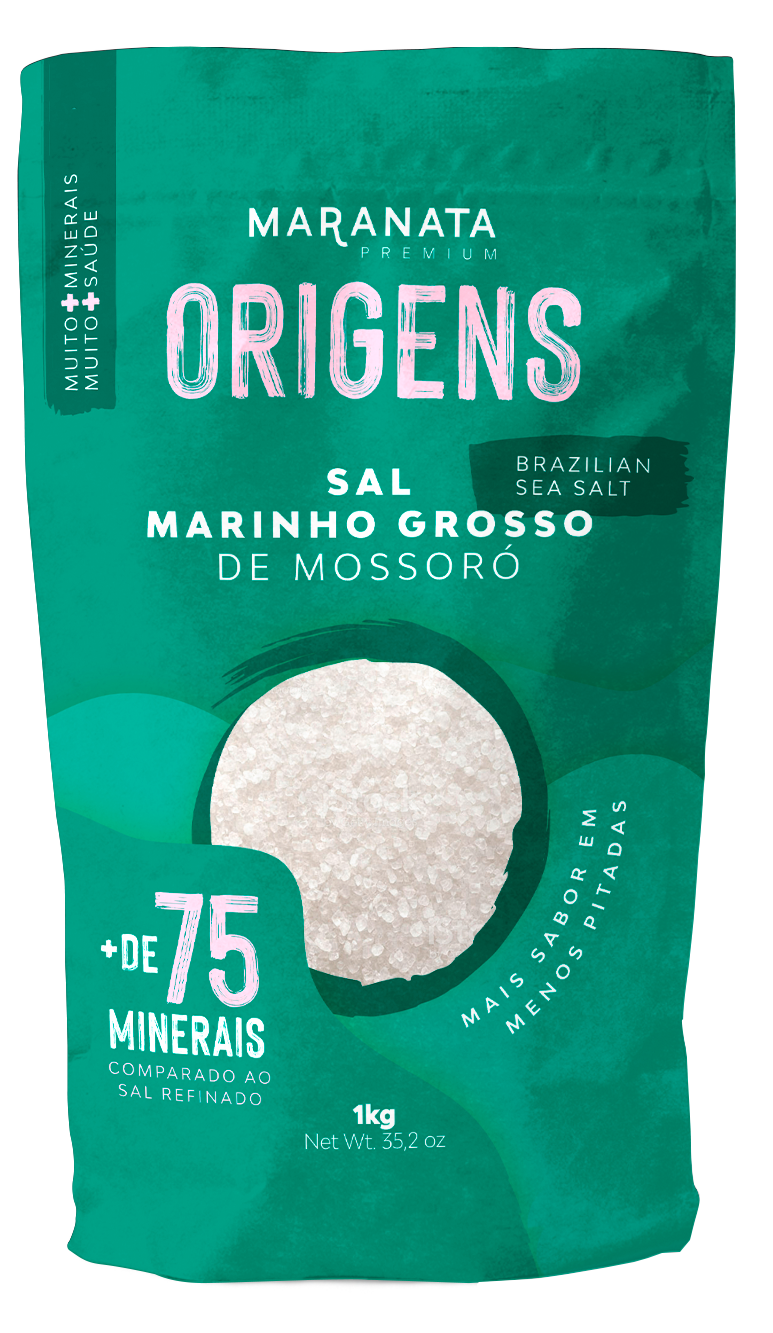 MUITO+MINERAIS
MUITO+SAÚDE
MARANATA
PREMIUM
ORIGENS
BRAZILIAN
SEA SALT
SAL
MARINHO GROSSO
DE MOSSORÓ
MAIS SABOR EM
MENOS PITADAS
+DE 75
MINERAIS
COMPARADO AO
SAL REFINADO
1kg
Net Wt. 35,2 oz